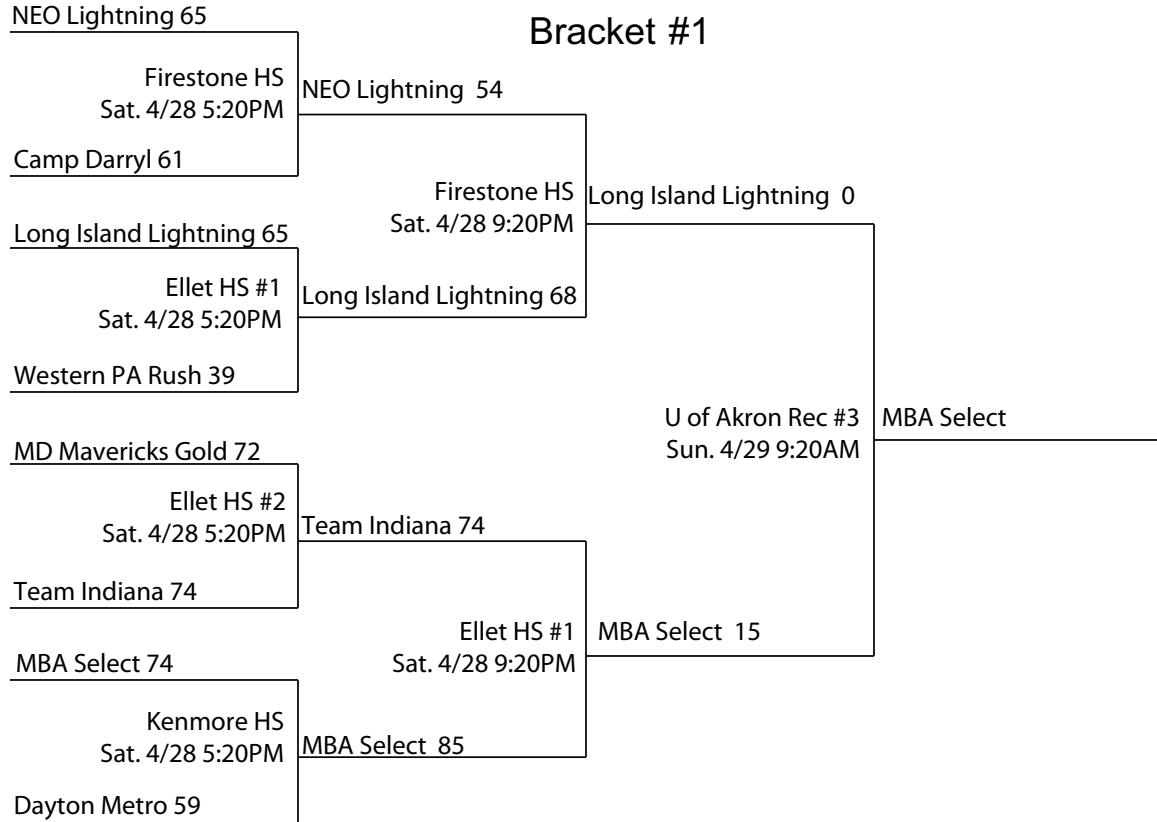 NEO Lightning 65
Bracket #1
Firestone HS
Sat. 4/28 5:20PM
NEO Lightning 54
Camp Darryl 61
Firestone HS
Sat. 4/28 9:20PM
Long Island Lightning 0
Long Island Lightning 65
Ellet HS #1
Sat. 4/28 5:20PM
Long Island Lightning 68
Western PA Rush 39
U of Akron Rec #3
Sun. 4/29 9:20AM
MBA Select
MD Mavericks Gold 72
Ellet HS #2
Sat. 4/28 5:20PM
Team Indiana 74
Team Indiana 74
Ellet HS #1
Sat. 4/28 9:20PM
MBA Select 15
MBA Select 74
Kenmore HS
Sat. 4/28 5:20PM
MBA Select 85
Dayton Metro 59